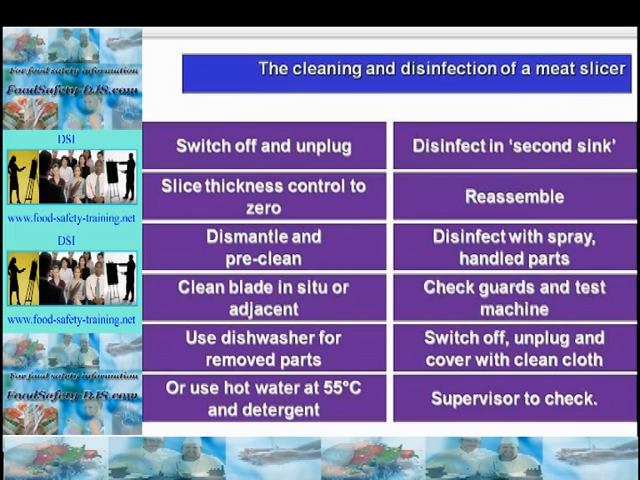 The cleaning and disinfection of a meat slicer
For food safety information
FoodSafety-DJS.com
DSI
www.food-safety-training.net
DSI
www.food-safety-training.net
For food safety information
FoodSafety-DJS.com
Switch off and unplug
Slice thickness control to
zero
Dismantle and
pre-clean
Clean blade in situ or
adjacent
Use dishwasher for
removed parts
Or use hot water at 55°C
and detergent
Disinfect in ‘second sink’
Reassemble
Disinfect with spray,
handled parts
Check guards and test
machine
Switch off, unplug and
cover with clean cloth
Supervisor to check.